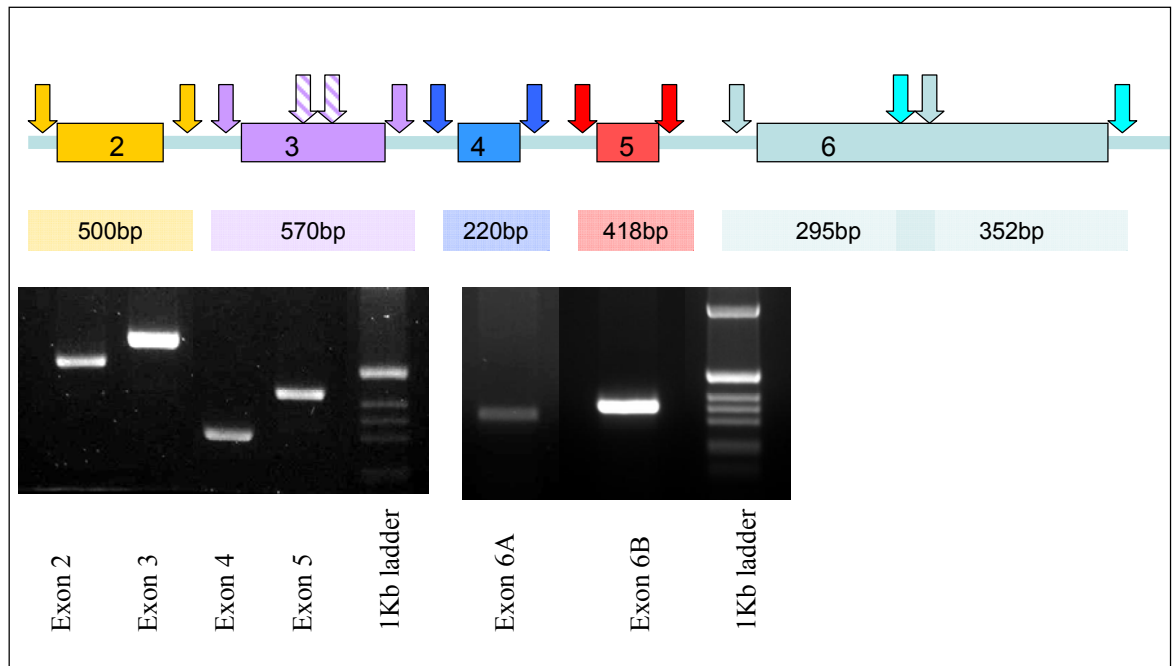 2 3 4 5 6
500bp 570bp 220bp 418bp 295bp 352bp
Exon 2
Exon 3
Exon 4
Exon 5
1Kb ladder
Exon 6A
Exon 6B
1Kb ladder